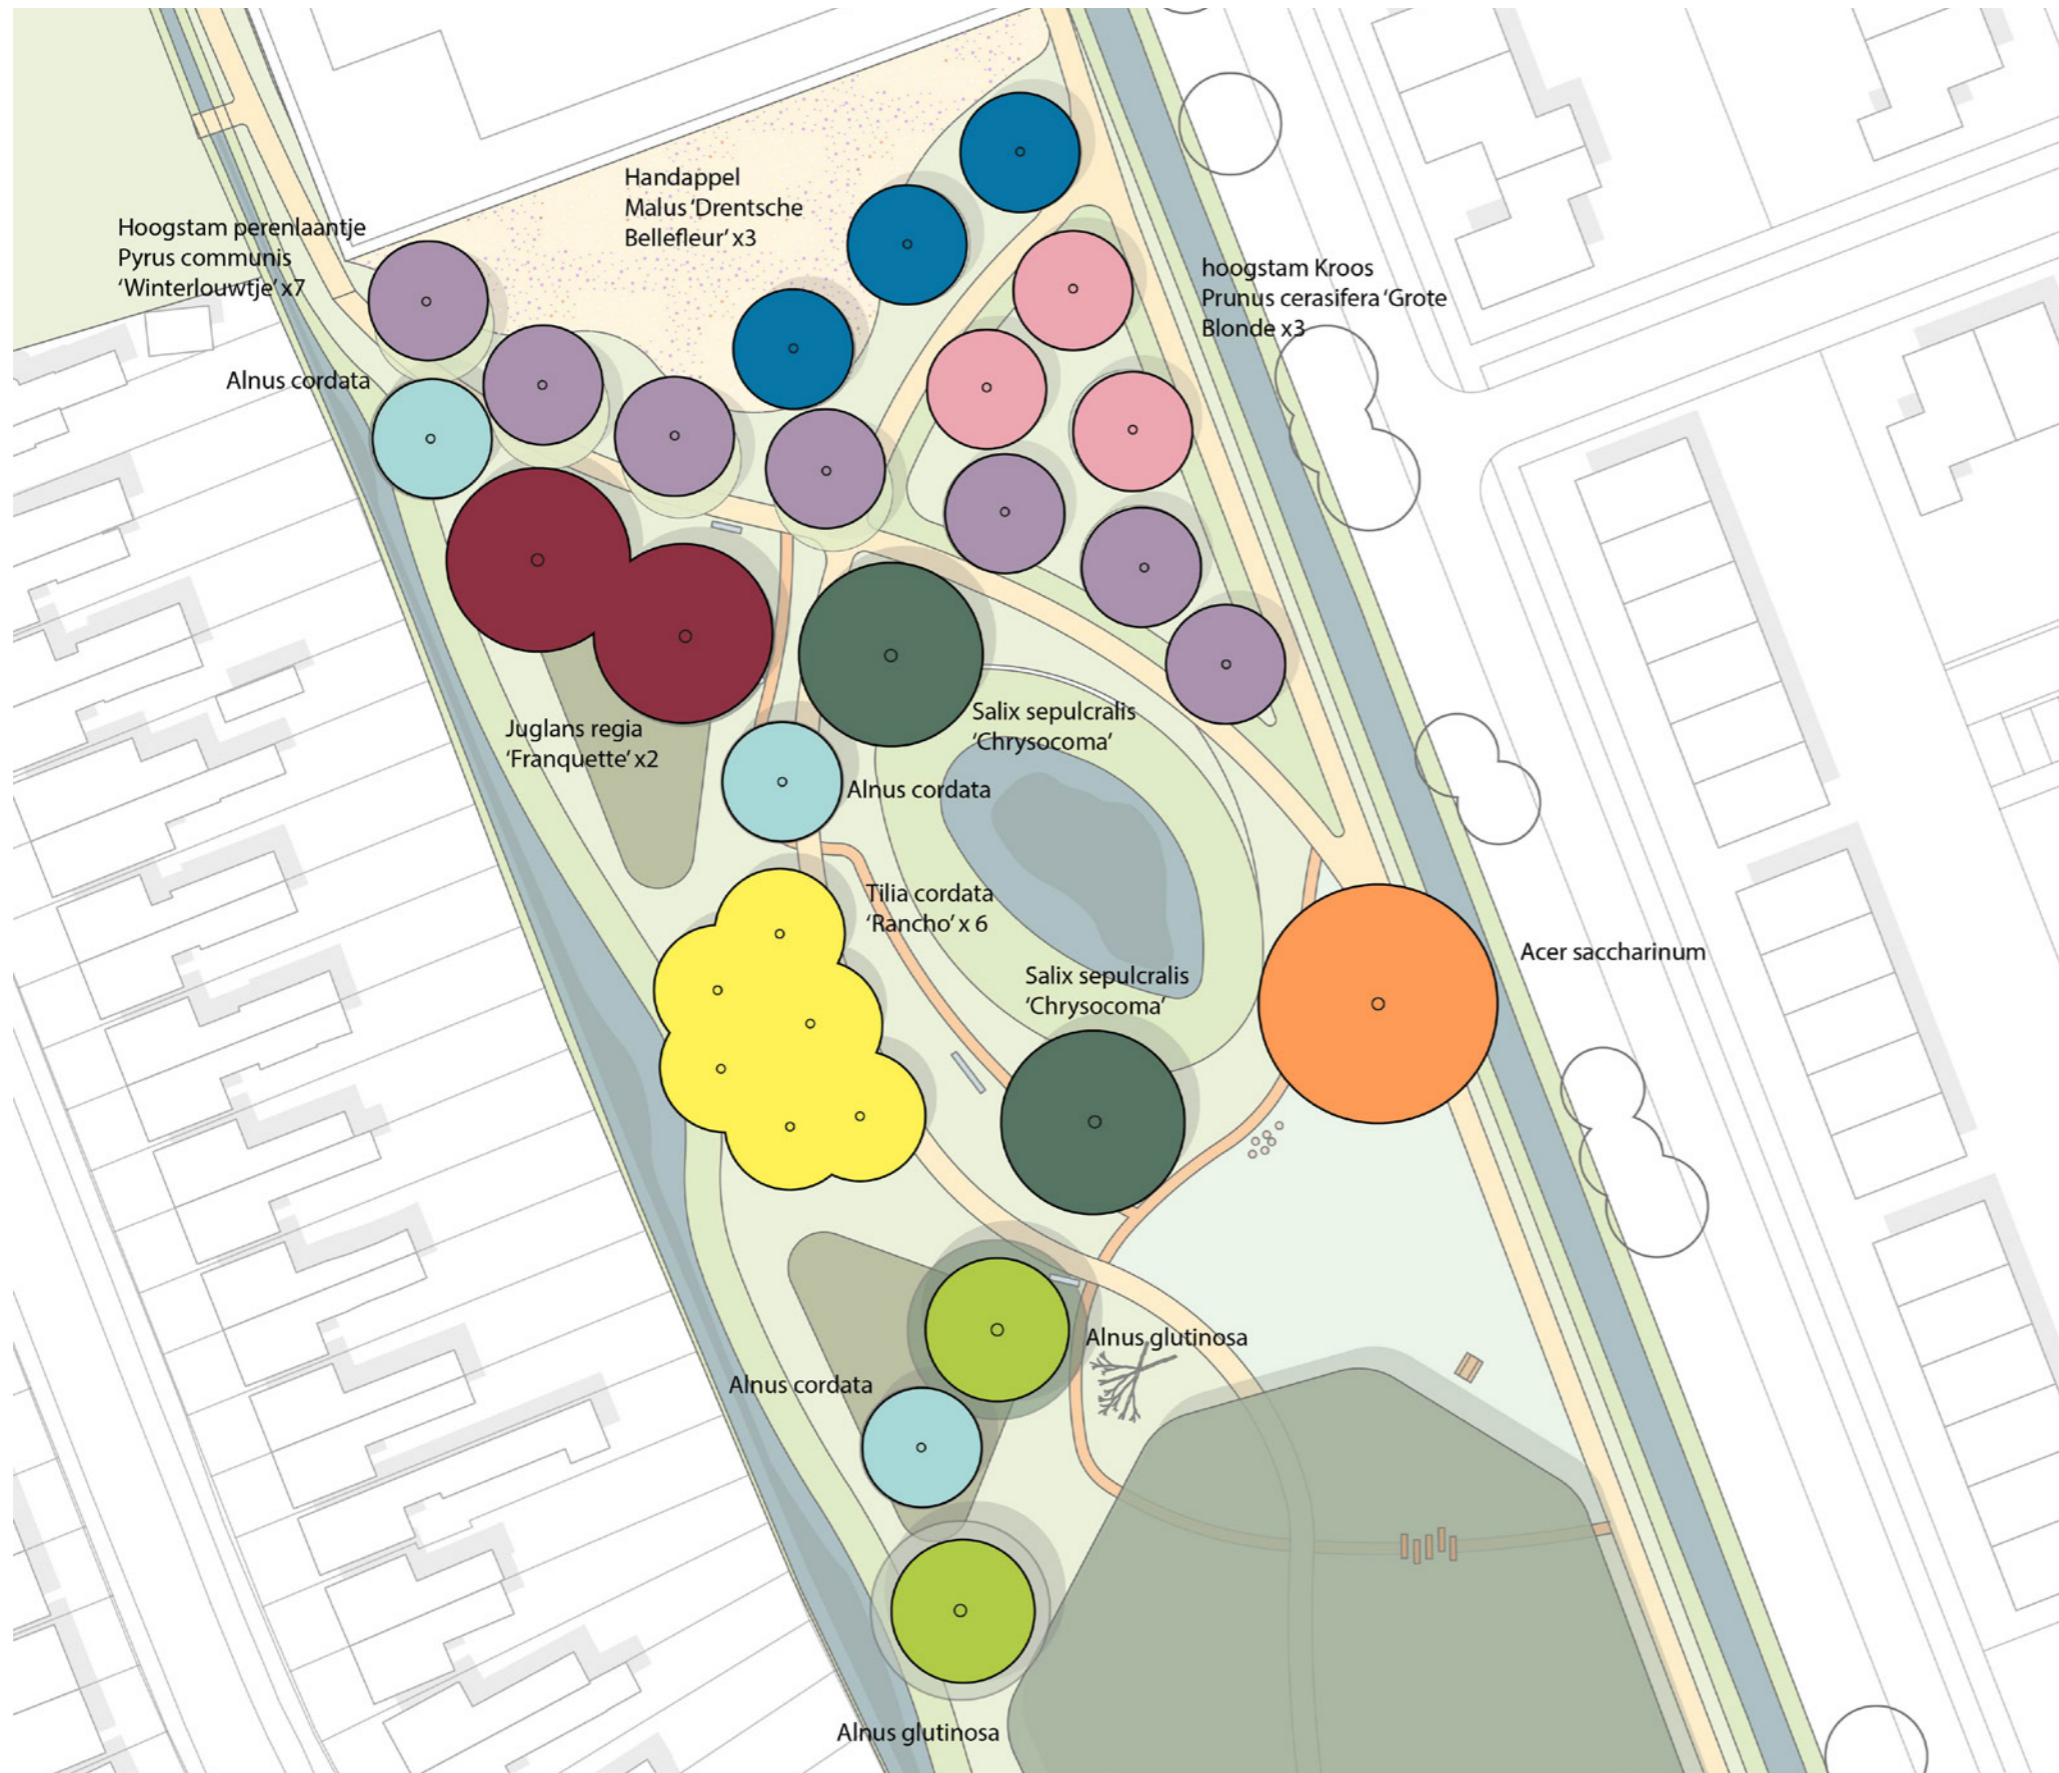 Handappel
Malus ‘Drentsche
Bellefleur’ x3
Hoogstam perenlaantje
Pyrus communis
‘Winterlouwtje’ x7
hoogstam Kroos
Prunus cerasifera ‘Grote
Blonde x3
Alnus cordata
Juglans regia
‘Franquette’ x2
Salix sepulcralis
‘Chrysocoma’
Alnus cordata
Tilia cordata
‘Rancho’ x 6
Salix sepulcralis
‘Chrysocoma’
Acer saccharinum
Alnus glutinosa
Alnus cordata
Alnus glutinosa